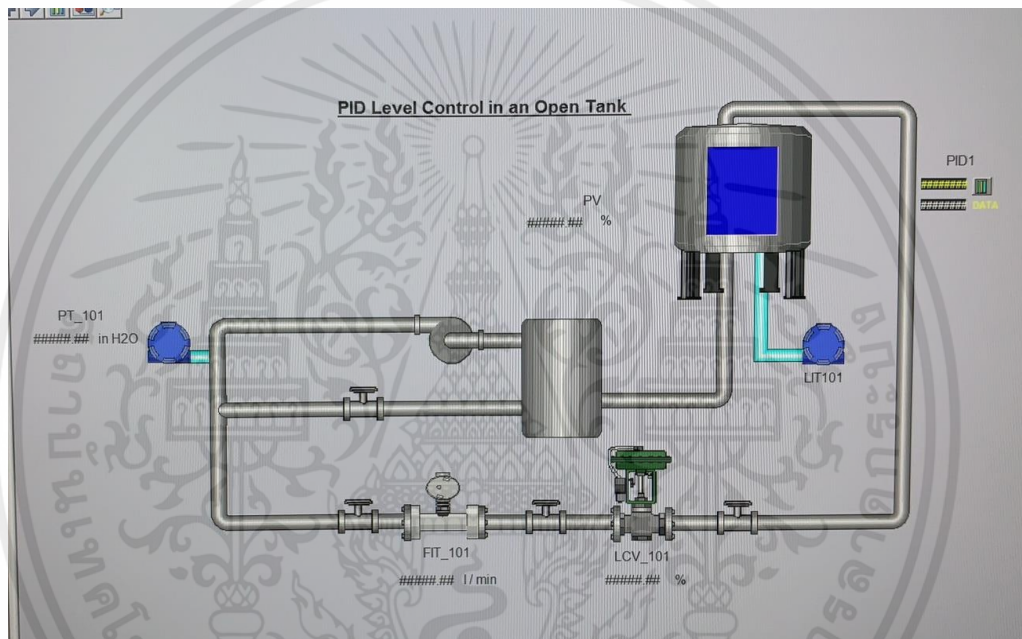 PID Level Control in an Open Tank
PID1
#######
####### DATA
PV
#####.## %
PT_101
#####.## in H2O
LIT101
FIT_101
#####.## l / min
LCV_101
#####.## %